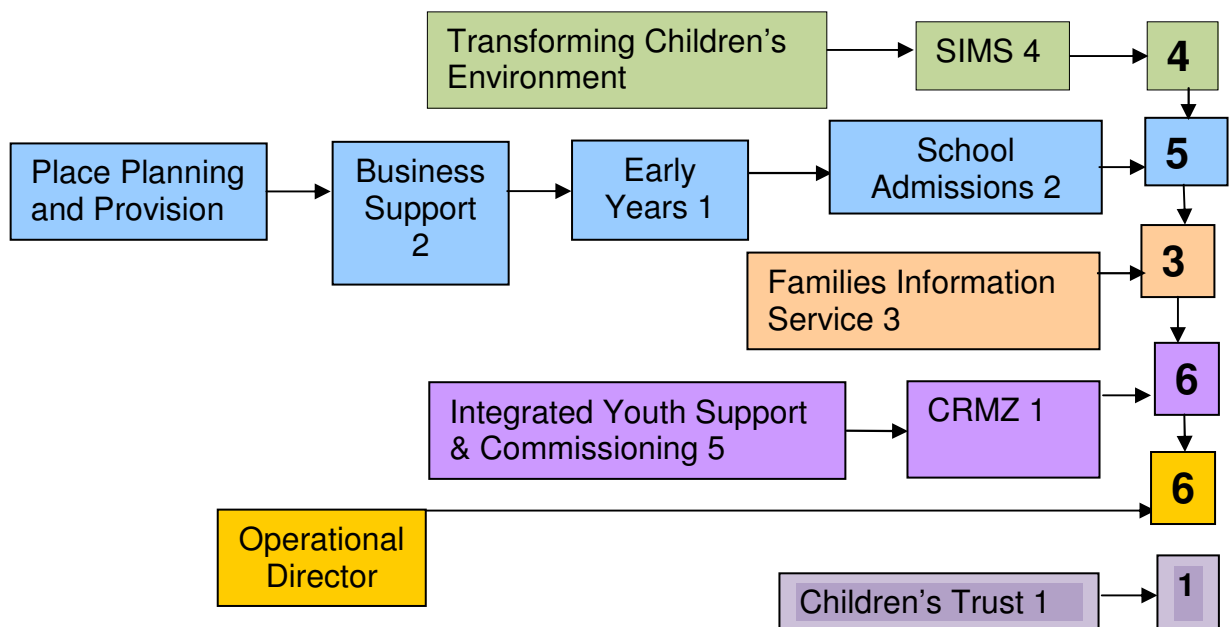 Transforming Children's
Environment
SIMS 4
4
Place Planning
and Provision
Business
Support
2
Early
Years 1
School
Admissions 2
5
Families Information
Service 3
3
Integrated Youth Support
& Commissioning 5
CRMZ 1
6
Operational
Director
6
Children's Trust 1
1